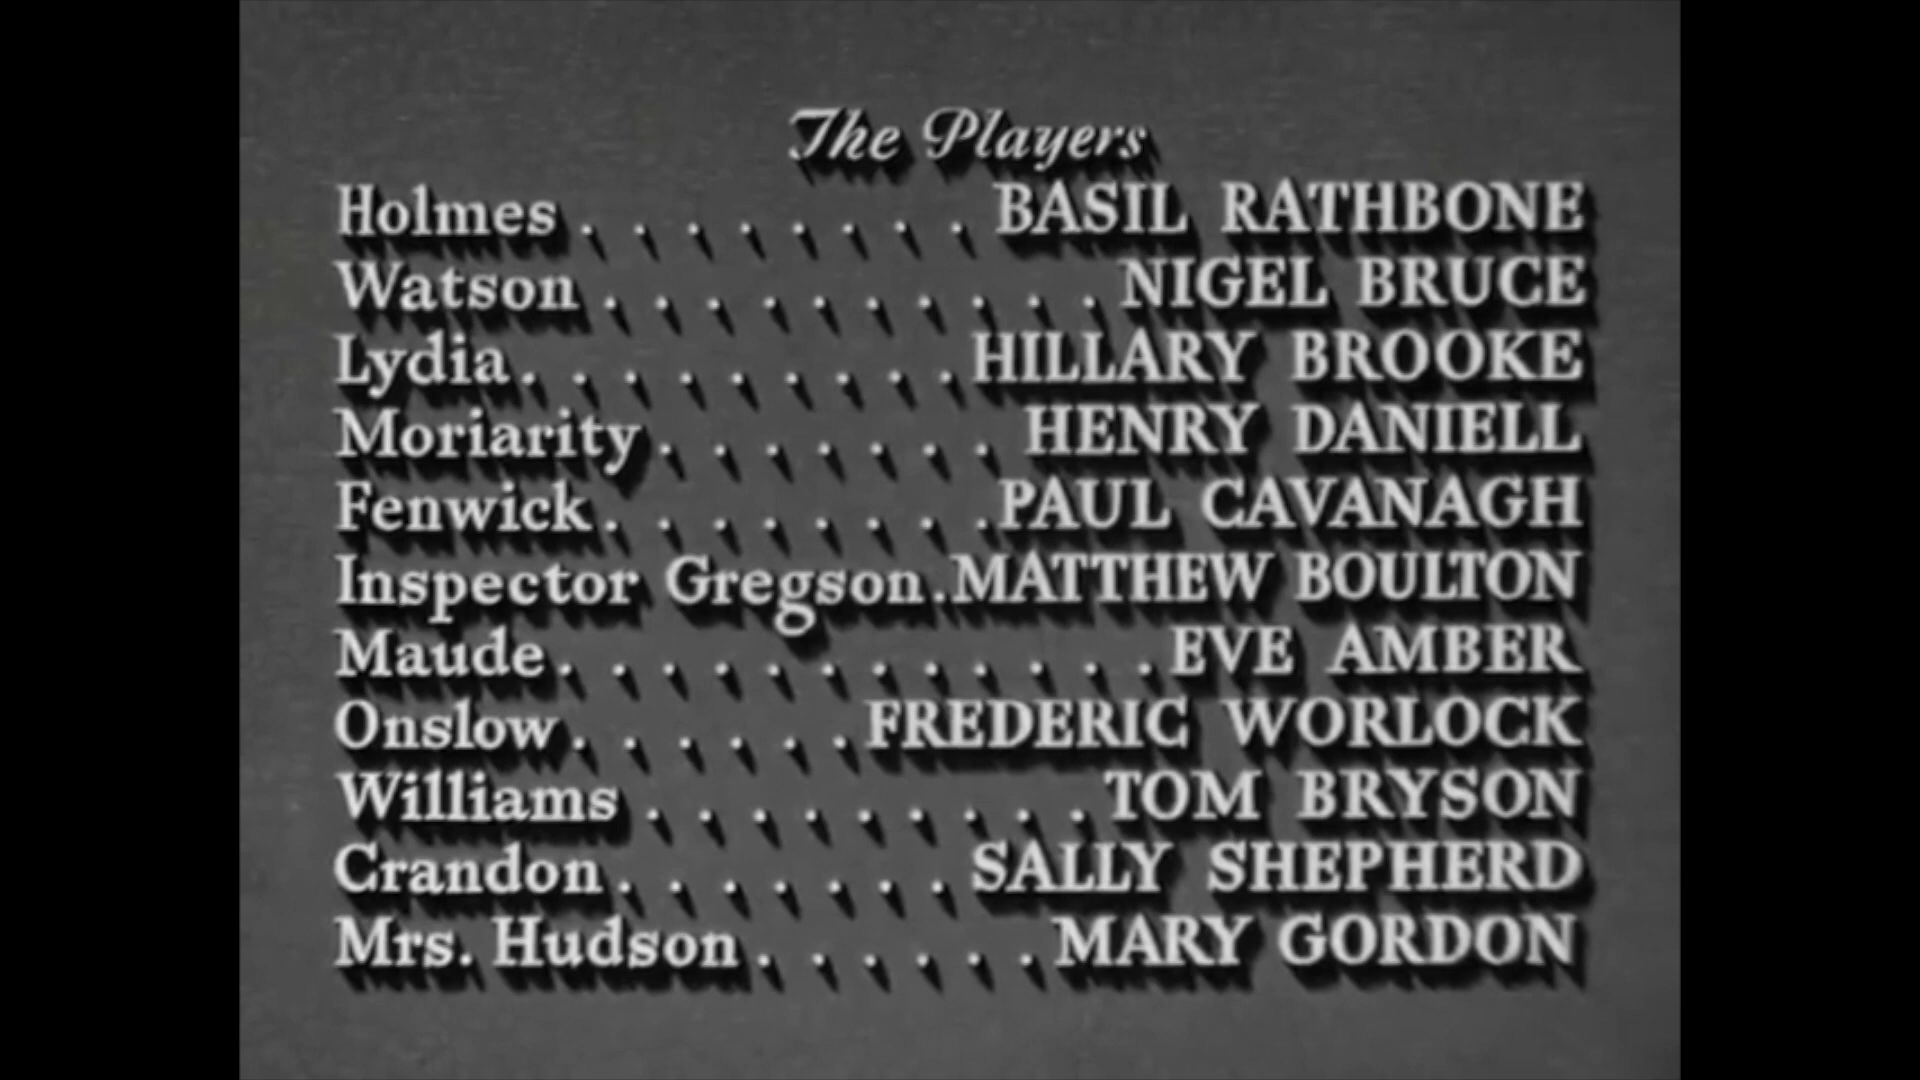 The Players
Holmes . . . . . . . . BASIL RATHBONE
Watson . . . . . . . . . . NIGEL BRUCE
Lydia. . . . . . . . . HILLARY BROOKE
Moriarity. . . . . . . HENRY DANIELL
Fenwick. . . . . . . . PAUL CAVANAGH
Inspector Gregson.MATTHEW BOULTON
Maude. . . . . . . . . . . . EVE AMBER
Onslow. . . . . . FREDERIC WORLOCK
Williams . . . . . . . . . TOM BRYSON
Crandon. . . . . . . SALLY SHEPHERD
Mrs. Hudson. . . . . . MARY GORDON